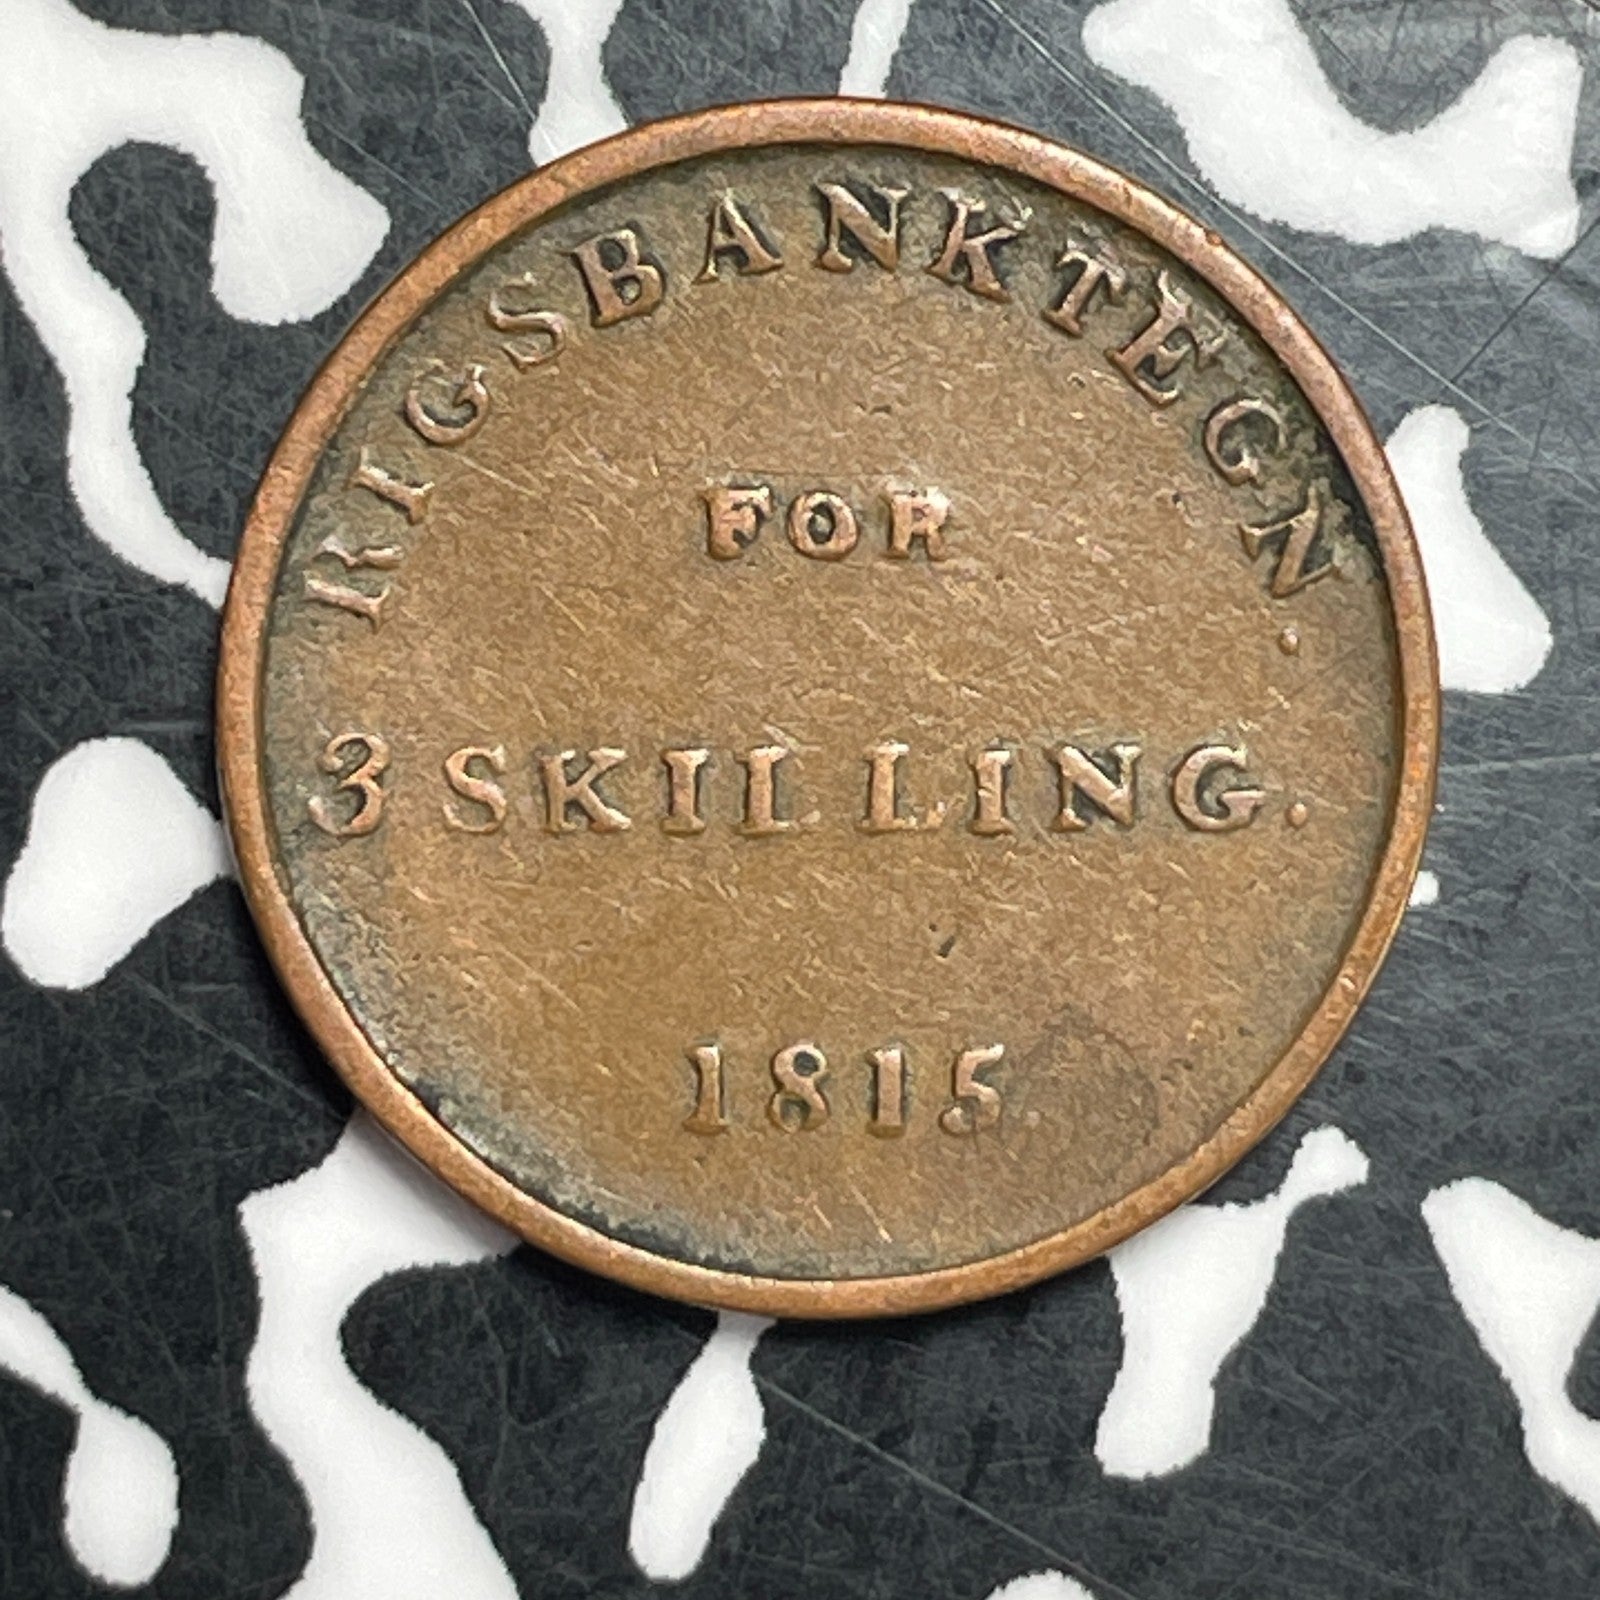 RIGSBANKTEGN.
FOR
3 SKILLING.
1815.